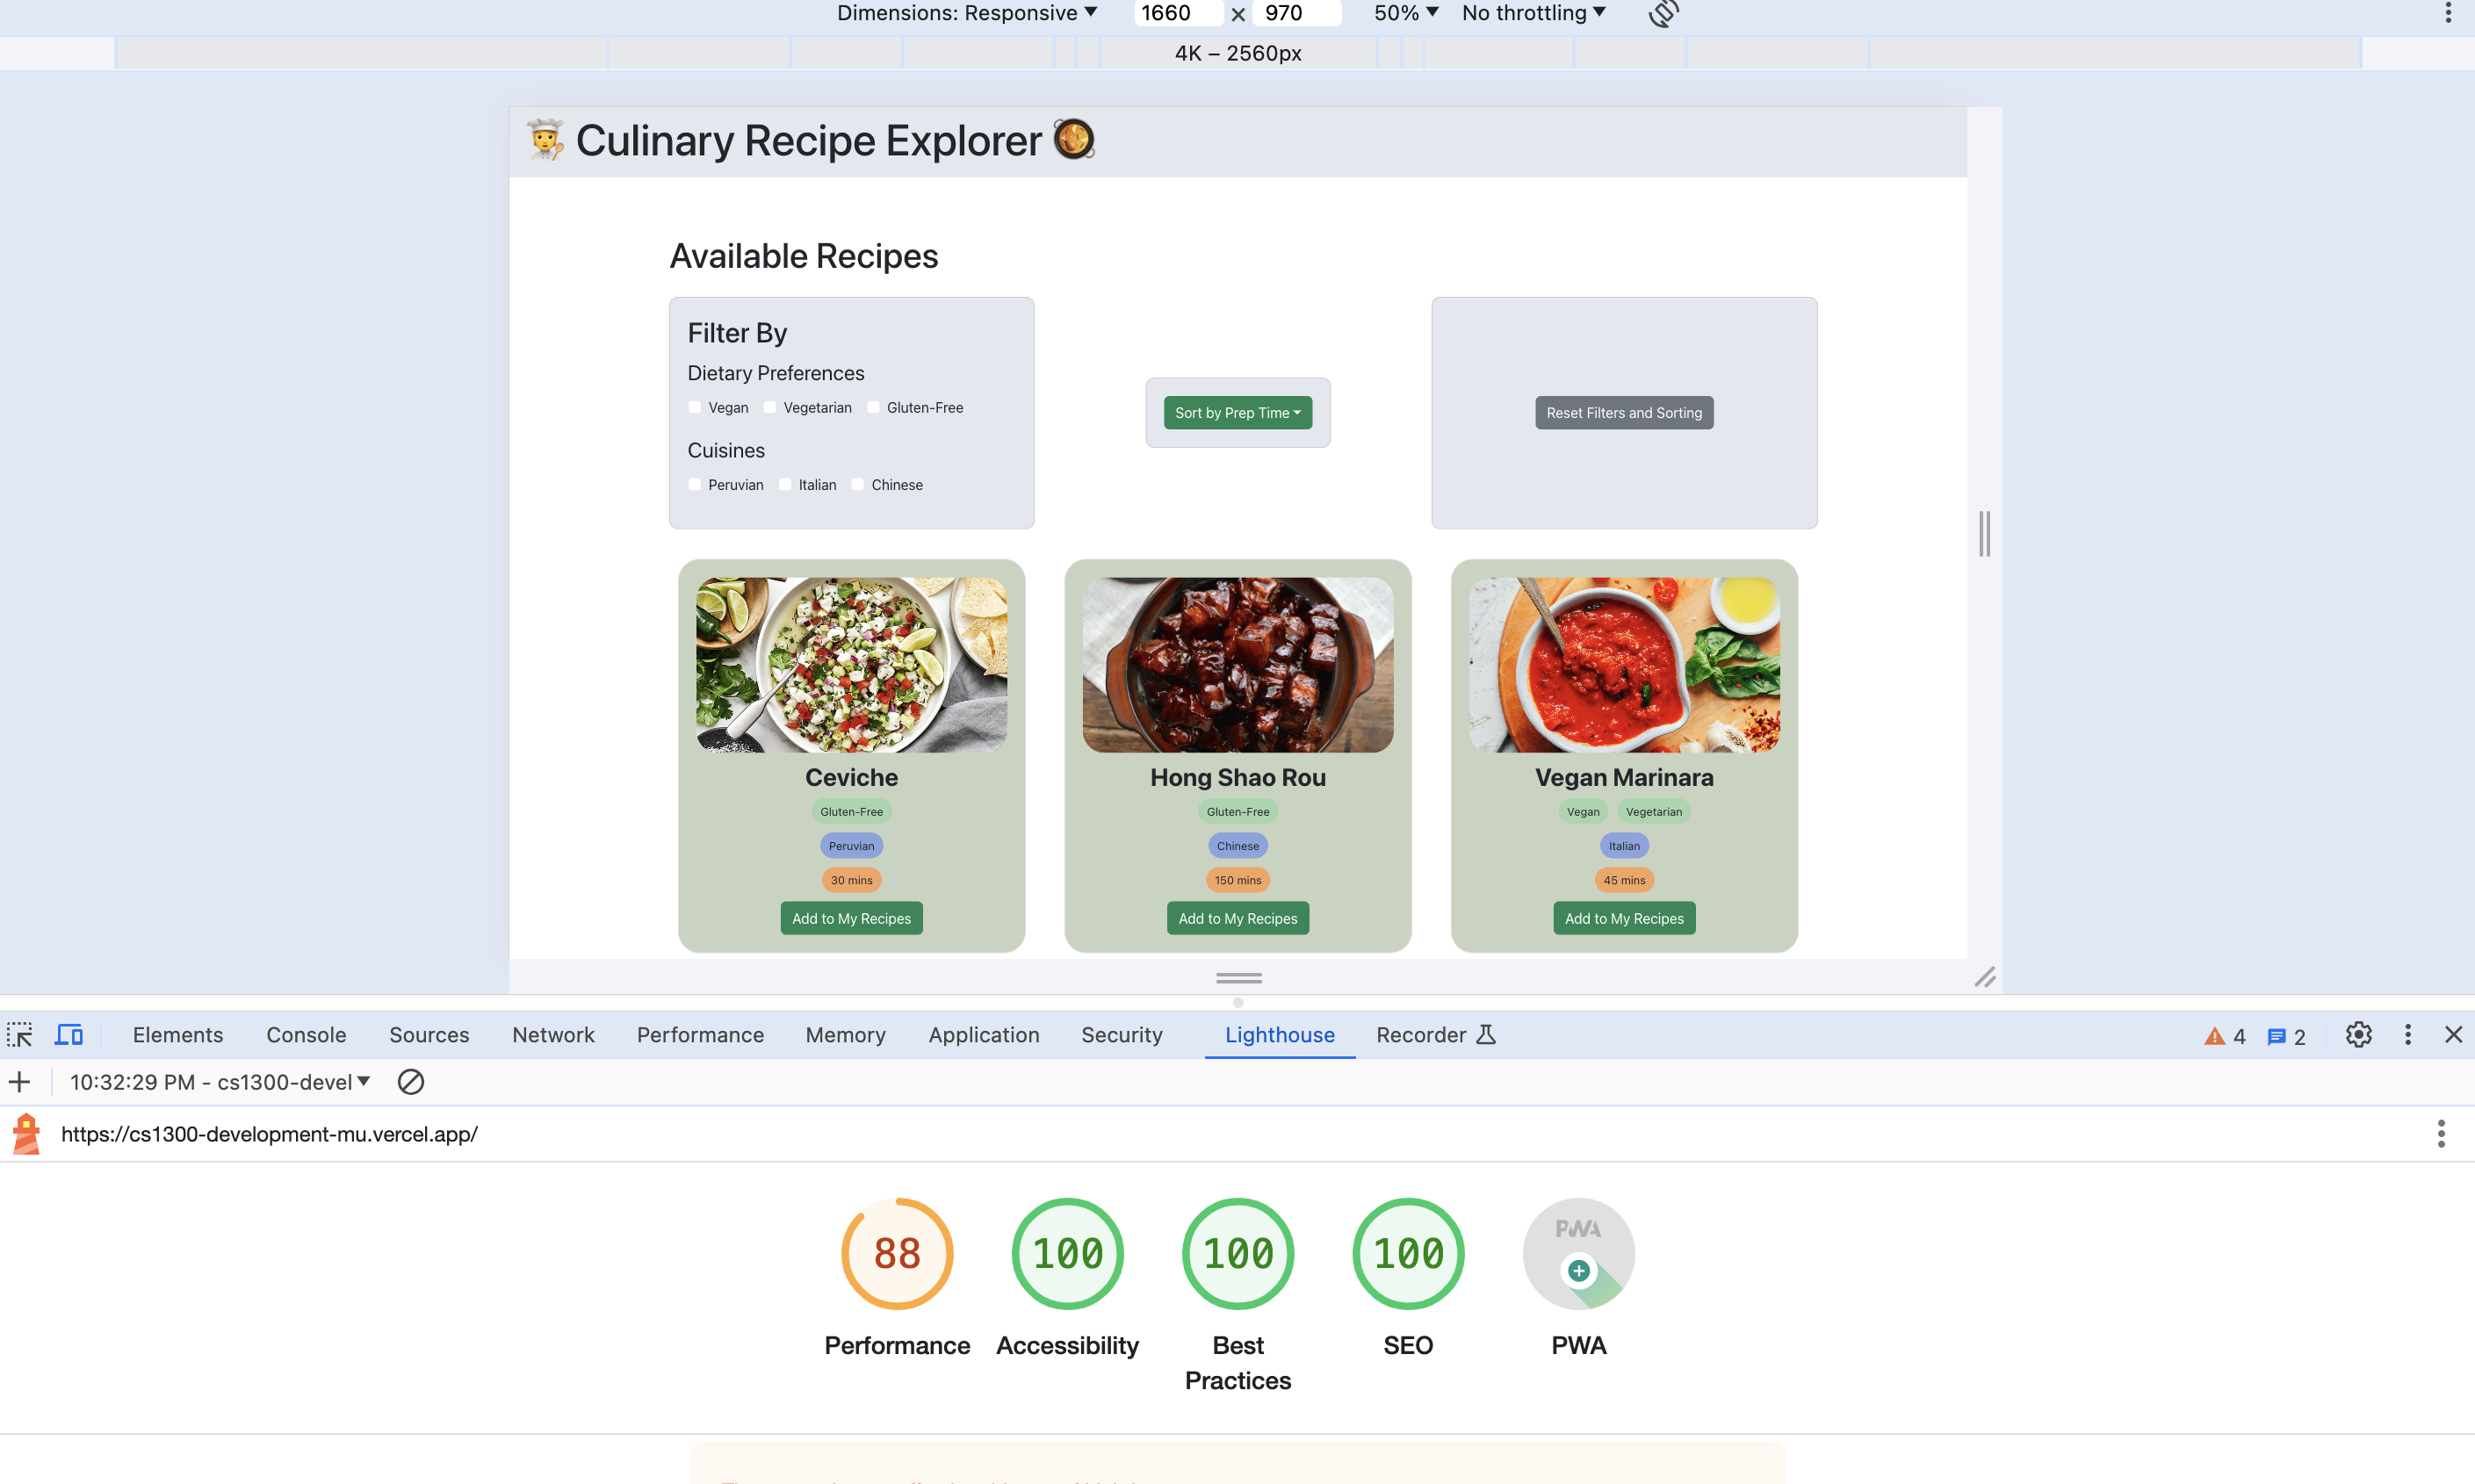 Dimensions: Responsive 1660 × 970 50% No throttling
4K – 2560px
Culinary Recipe Explorer
Available Recipes
Filter By
Dietary Preferences
Vegan Vegetarian Gluten-Free
Cuisines
Peruvian Italian Chinese
Sort by Prep Time
Reset Filters and Sorting
Ceviche
Gluten-Free
Peruvian
30 mins
Add to My Recipes
Hong Shao Rou
Gluten-Free
Chinese
150 mins
Add to My Recipes
Vegan Marinara
Vegan Vegetarian
Italian
45 mins
Add to My Recipes
Elements Console Sources Network Performance Memory Application Security Lighthouse Recorder 4 2
10:32:29 PM - cs1300-devel
https://cs1300-development-mu.vercel.app/
88 100 100 100 PWA
Performance Accessibility Best Practices SEO PWA